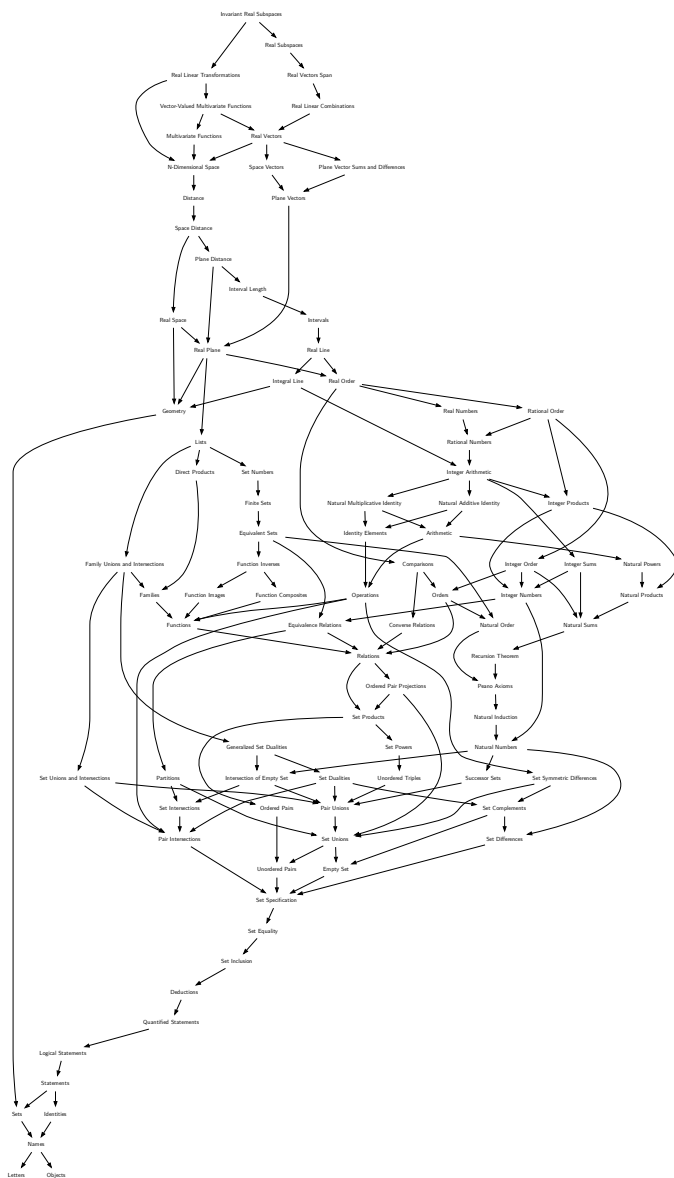 Invariant Real Subspaces
Real Subspaces
Real Linear Transformations
Real Vectors Span
Vector-Valued Multivariate Functions
Real Linear Combinations
Multivariate Functions
Real Vectors
N-Dimensional Space
Space Vectors
Plane Vector Sums and Differences
Distance
Plane Vectors
Space Distance
Plane Distance
Interval Length
Real Space
Intervals
Real Plane
Real Line
Integral Line
Real Order
Geometry
Real Numbers
Rational Order
Lists
Rational Numbers
Direct Products
Set Numbers
Integer Arithmetic
Finite Sets
Natural Multiplicative Identity
Natural Additive Identity
Integer Products
Equivalent Sets
Identity Elements
Arithmetic
Family Unions and Intersections
Function Inverses
Comparisons
Integer Order
Integer Sums
Natural Powers
Families
Function Images
Function Composites
Operations
Orders
Integer Numbers
Natural Products
Functions
Equivalence Relations
Converse Relations
Natural Order
Natural Sums
Relations
Recursion Theorem
Ordered Pair Projections
Peano Axioms
Set Products
Natural Induction
Generalized Set Dualities
Set Powers
Natural Numbers
Set Unions and Intersections
Partitions
Intersection of Empty Set
Set Dualities
Unordered Triples
Successor Sets
Set Symmetric Differences
Set Intersections
Ordered Pairs
Pair Unions
Set Complements
Pair Intersections
Set Unions
Set Differences
Unordered Pairs
Empty Set
Set Specification
Set Equality
Set Inclusion
Deductions
Quantified Statements
Logical Statements
Statements
Sets
Identities
Names
Letters
Objects